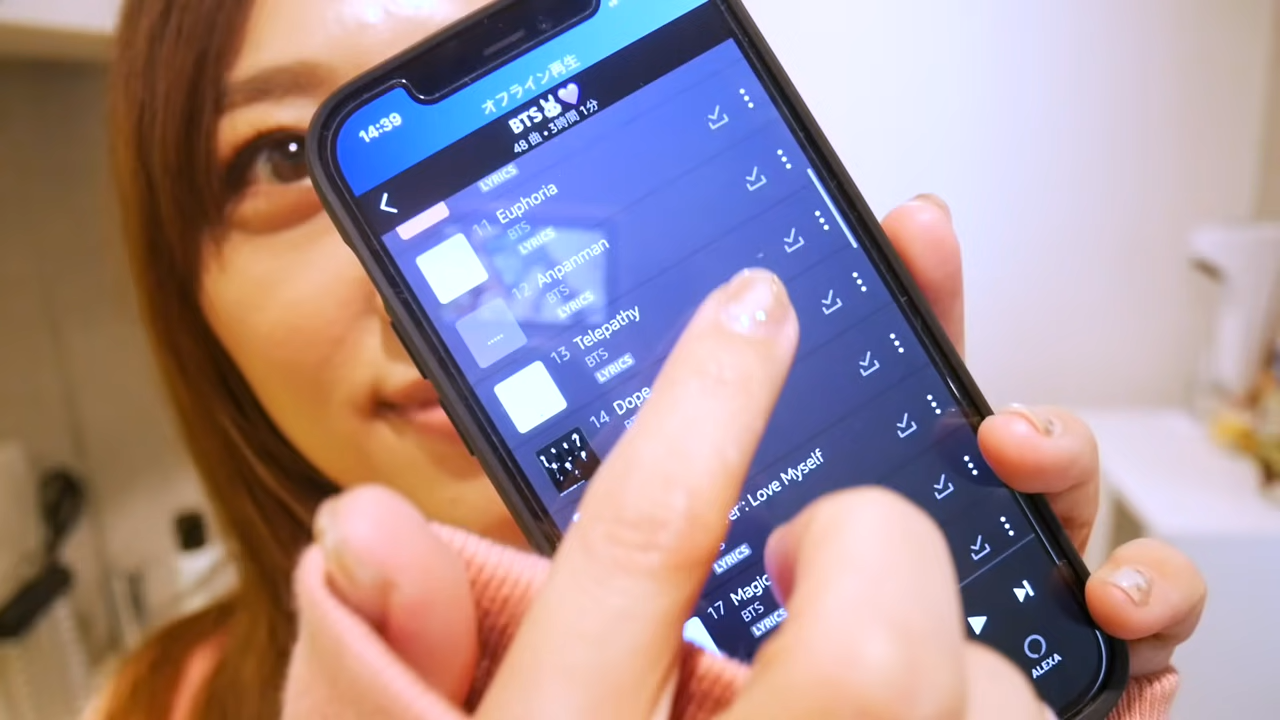 14:39
オフライン再生
BTS🐰🤍
48 曲 • 3時間 1分
LYRICS
11 Euphoria
BTS
LYRICS
12 Anpanman
BTS
LYRICS
13 Telepathy
BTS
LYRICS
14 Dope
er": Love Myself
LYRICS
17 Magic
BTS
LYRICS
ALEXA